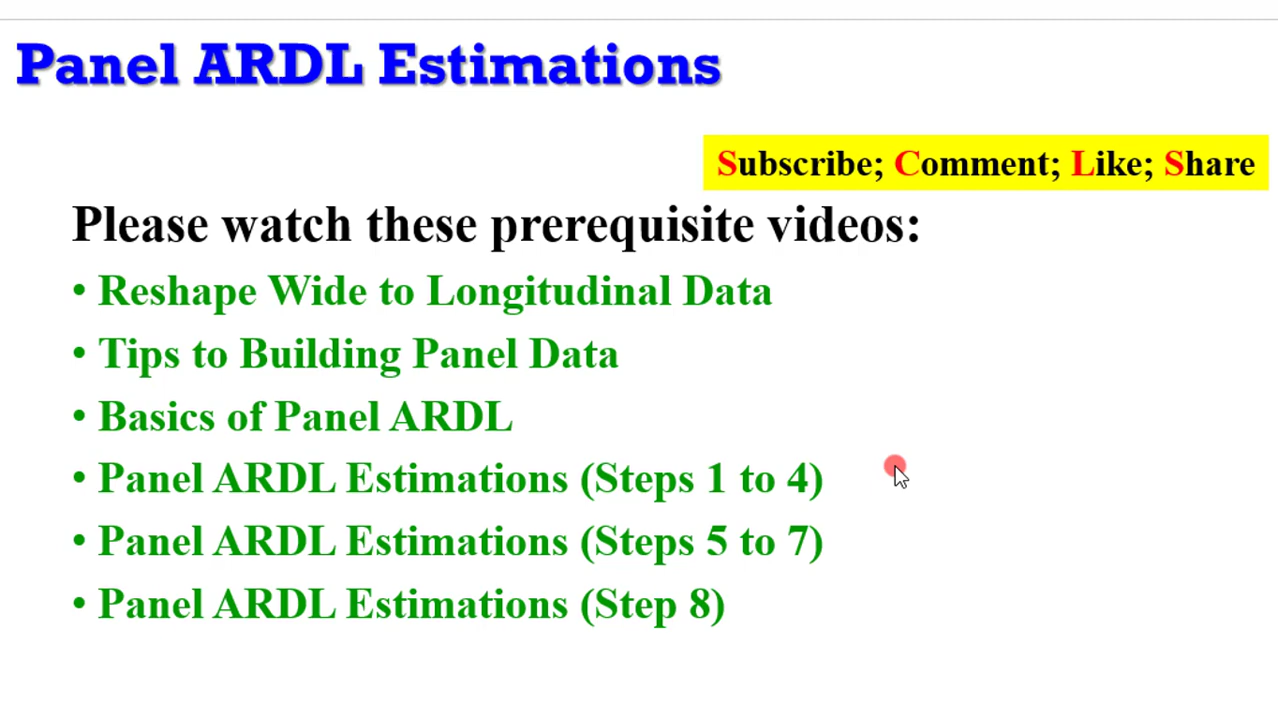 Panel ARDL Estimations
Subscribe; Comment; Like; Share
Please watch these prerequisite videos:
• Reshape Wide to Longitudinal Data
• Tips to Building Panel Data
• Basics of Panel ARDL
• Panel ARDL Estimations (Steps 1 to 4)
• Panel ARDL Estimations (Steps 5 to 7)
• Panel ARDL Estimations (Step 8)